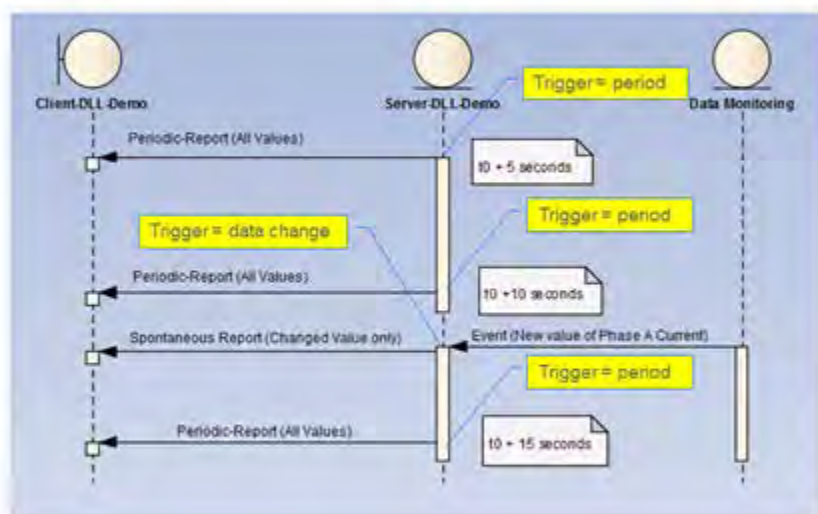 Client-DLL-Demo
Server-DLL-Demo
Data Monitoring
Trigger = period
Periodic-Report (All Values)
t0 + 5 seconds
Trigger = period
Trigger = data change
Periodic-Report (All Values)
t0 +10 seconds
Spontaneous Report (Changed Value only)
Event (New value of Phase A Current)
Trigger = period
Periodic-Report (All Values)
t0 + 15 seconds